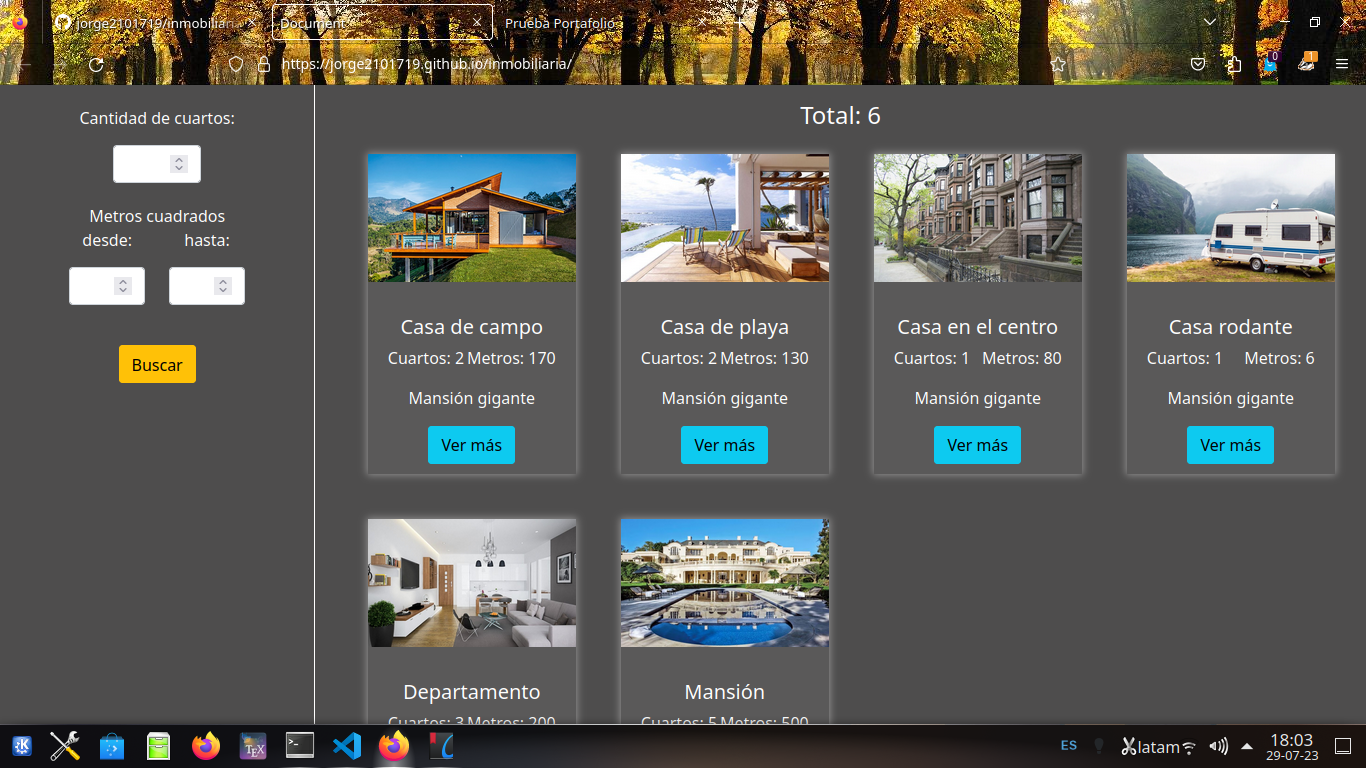 jorge2101719/inmobiliari
Document
Prueba Portafolio
https://jorge2101719.github.io/inmobiliaria/
0
1
Cantidad de cuartos:
Metros cuadrados
desde: hasta:
Buscar
Total: 6
Casa de campo
Cuartos: 2 Metros: 170
Mansión gigante
Ver más
Casa de playa
Cuartos: 2 Metros: 130
Mansión gigante
Ver más
Casa en el centro
Cuartos: 1 Metros: 80
Mansión gigante
Ver más
Casa rodante
Cuartos: 1 Metros: 6
Mansión gigante
Ver más
Departamento
Cuartos: 3 Metros: 200
Mansión
Cuartos: 5 Metros: 500
TEX
ES
latam
18:03
29-07-23